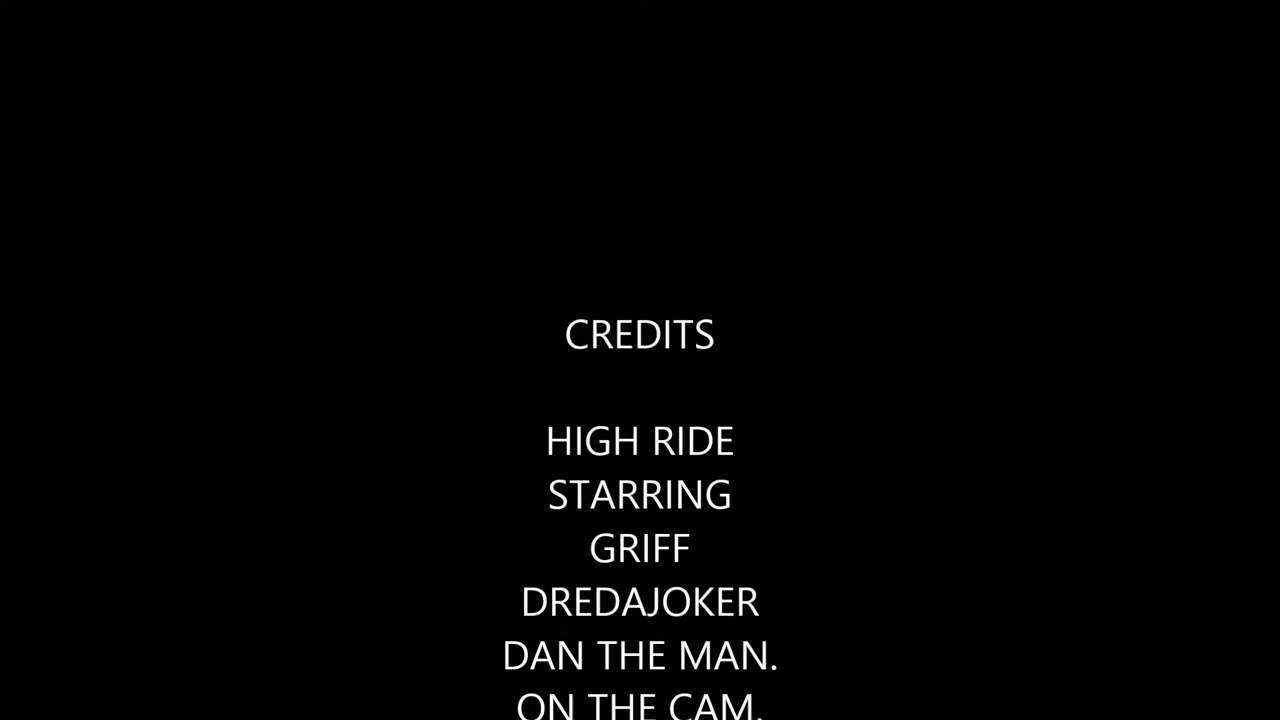 CREDITS
HIGH RIDE
STARRING
GRIFF
DREDAJOKER
DAN THE MAN.
ON THE CAM.